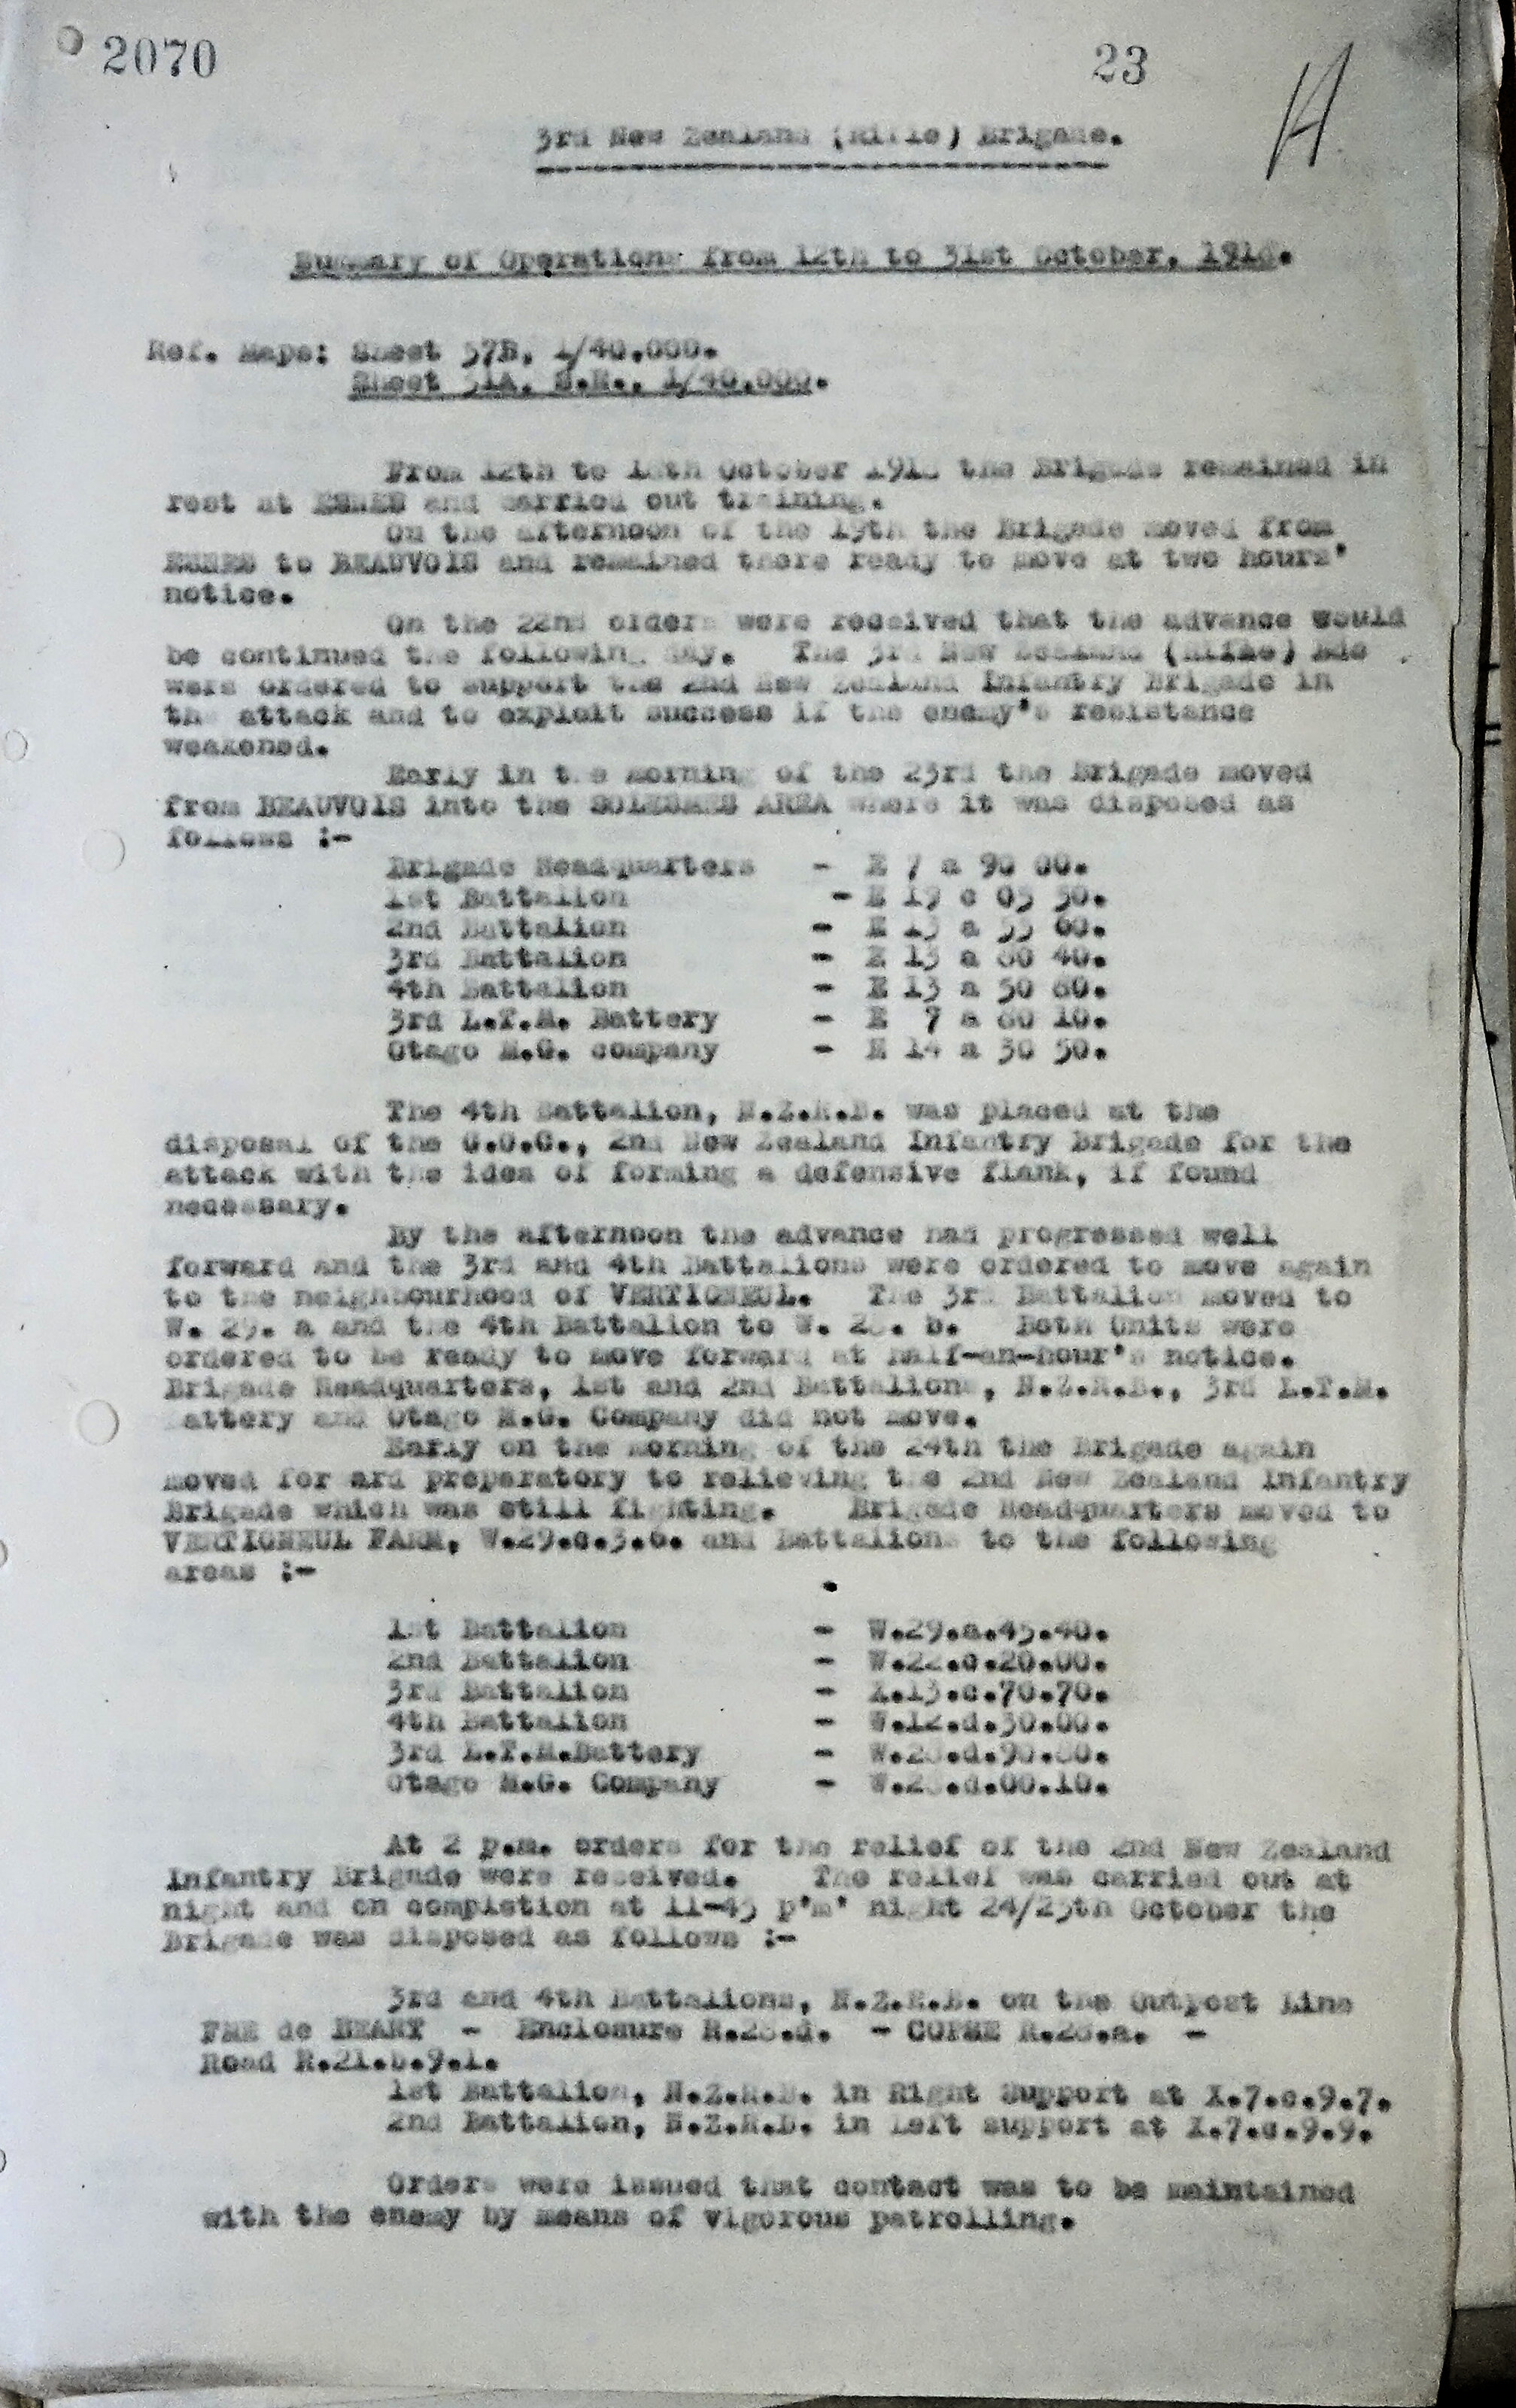 2070
23
14
3rd New Zealand (Rifle) Brigade.
Summary of Operations from 12th to 31st October, 1918.
Ref. Maps: Sheet 57B, 1/40,000.
Sheet 51A, S.E., 1/40,000.
From 12th to 18th October 1918 the Brigade remained in
rest at ESNES and carried out training.
On the afternoon of the 19th the Brigade moved from
ESNES to BEAUVOIS and remained there ready to move at two hours'
notice.
On the 22nd orders were received that the advance would
be continued the following day. The 3rd New Zealand (Rifle) Bde
were ordered to support the 2nd New Zealand Infantry Brigade in
the attack and to exploit success if the enemy's resistance
weakened.
Early in the morning of the 23rd the Brigade moved
from BEAUVOIS into the SOLESMES AREA where it was disposed as
follows :-
Brigade Headquarters - E 7 a 90 00.
1st Battalion - E 19 c 05 50.
2nd Battalion - E 13 a 55 60.
3rd Battalion - E 13 a 80 40.
4th Battalion - E 13 a 50 80.
3rd L.T.M. Battery - E 7 a 80 10.
Otago M.G. company - E 14 a 30 50.
The 4th Battalion, N.Z.R.B. was placed at the
disposal of the G.O.C., 2nd New Zealand Infantry Brigade for the
attack with the idea of forming a defensive flank, if found
necessary.
By the afternoon the advance had progressed well
forward and the 3rd and 4th Battalions were ordered to move again
to the neighbourhood of VERTIGNEUL. The 3rd Battalion moved to
W. 29. a and the 4th Battalion to W. b. Both Units were
ordered to be ready to move forward at half-an-hour's notice.
Brigade Headquarters, 1st and 2nd Battalions, N.Z.R.B., 3rd L.T.M.
Battery and Otago M.G. Company did not move.
Early on the morning of the 24th the Brigade again
moved forward preparatory to relieving the 2nd New Zealand Infantry
Brigade which was still fighting. Brigade Headquarters moved to
VERTIGNEUL FARM, W.29.c.3.6. and Battalions to the following
areas :-
1st Battalion - W.29.a.45.40.
2nd Battalion - W.22.c.20.00.
3rd Battalion - X.13.c.70.70.
4th Battalion - W.12.d.30.00.
3rd L.T.M.Battery -
Otago M.G. Company -
At 2 p.m. orders for the relief of the 2nd New Zealand
Infantry Brigade were received. The relief was carried out at
night and on completion at 11-45 p'm' night 24/25th October the
Brigade was disposed as follows :-
3rd and 4th Battalions, N.Z.R.B. on the Outpost Line
FME de BEART - Enclosure R.28.d. - COPSE R.28.a. -
Road R.21.b.9.1.
1st Battalion, N.Z.R.B. in Right Support at X.7.c.9.7.
2nd Battalion, N.Z.R.B. in Left support at X.7.c.9.9.
Orders were issued that contact was to be maintained
with the enemy by means of vigorous patrolling.